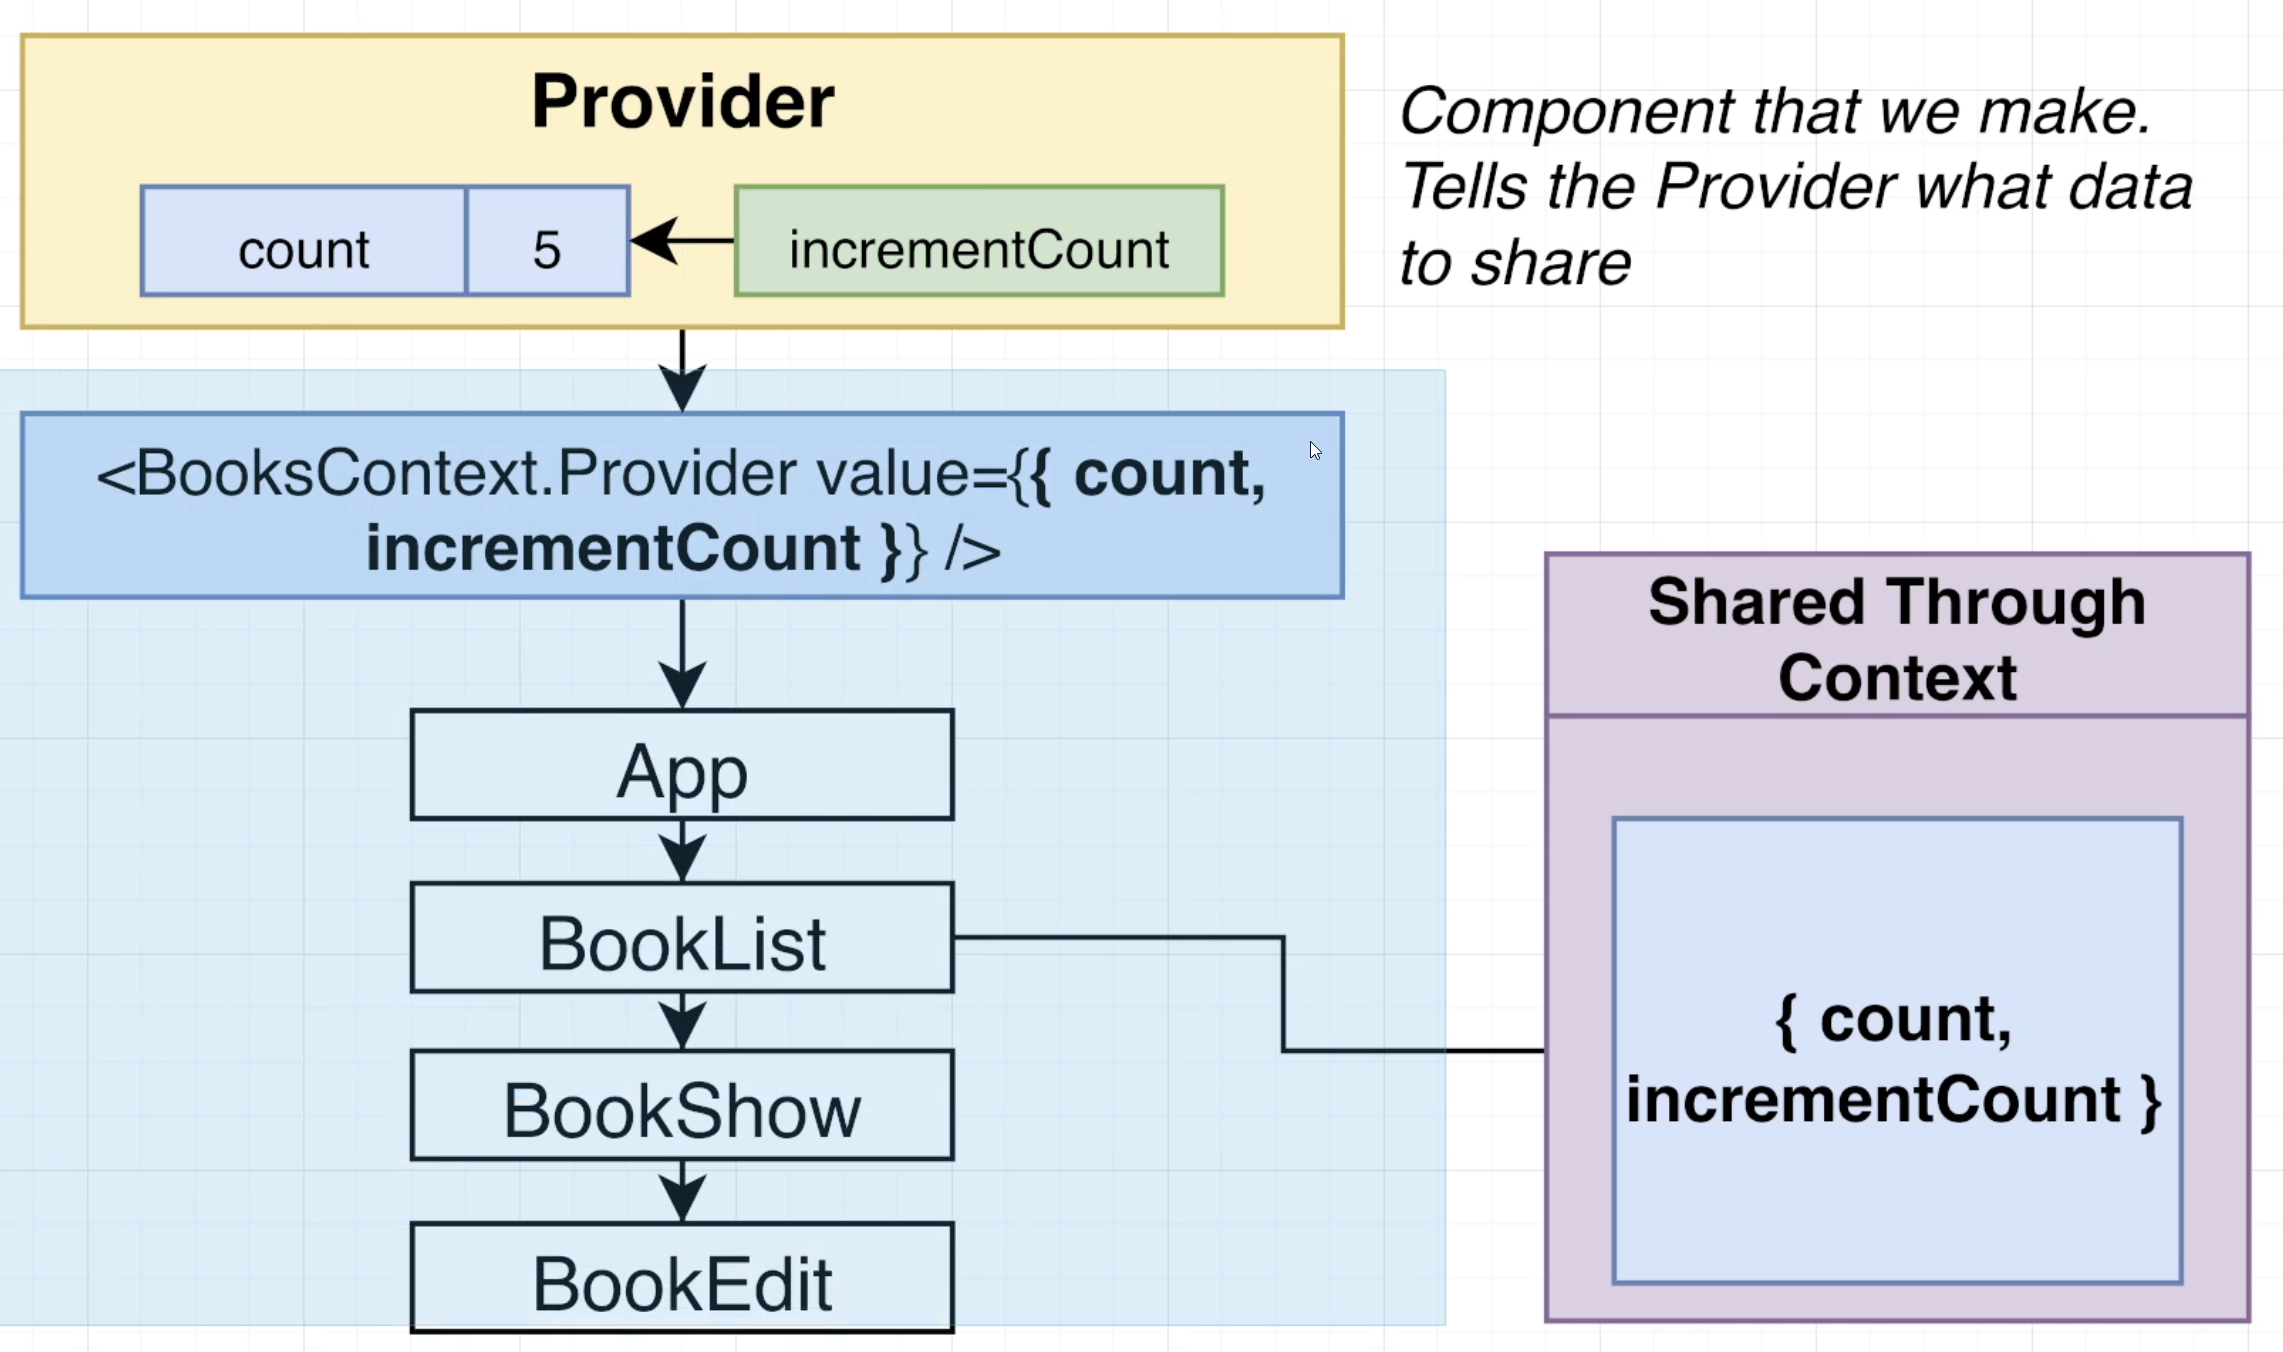 Provider
count
5
incrementCount
Component that we make.
Tells the Provider what data
to share
<BooksContext.Provider value={{ count,
incrementCount }} />
App
BookList
BookShow
BookEdit
Shared Through
Context
{ count,
incrementCount }